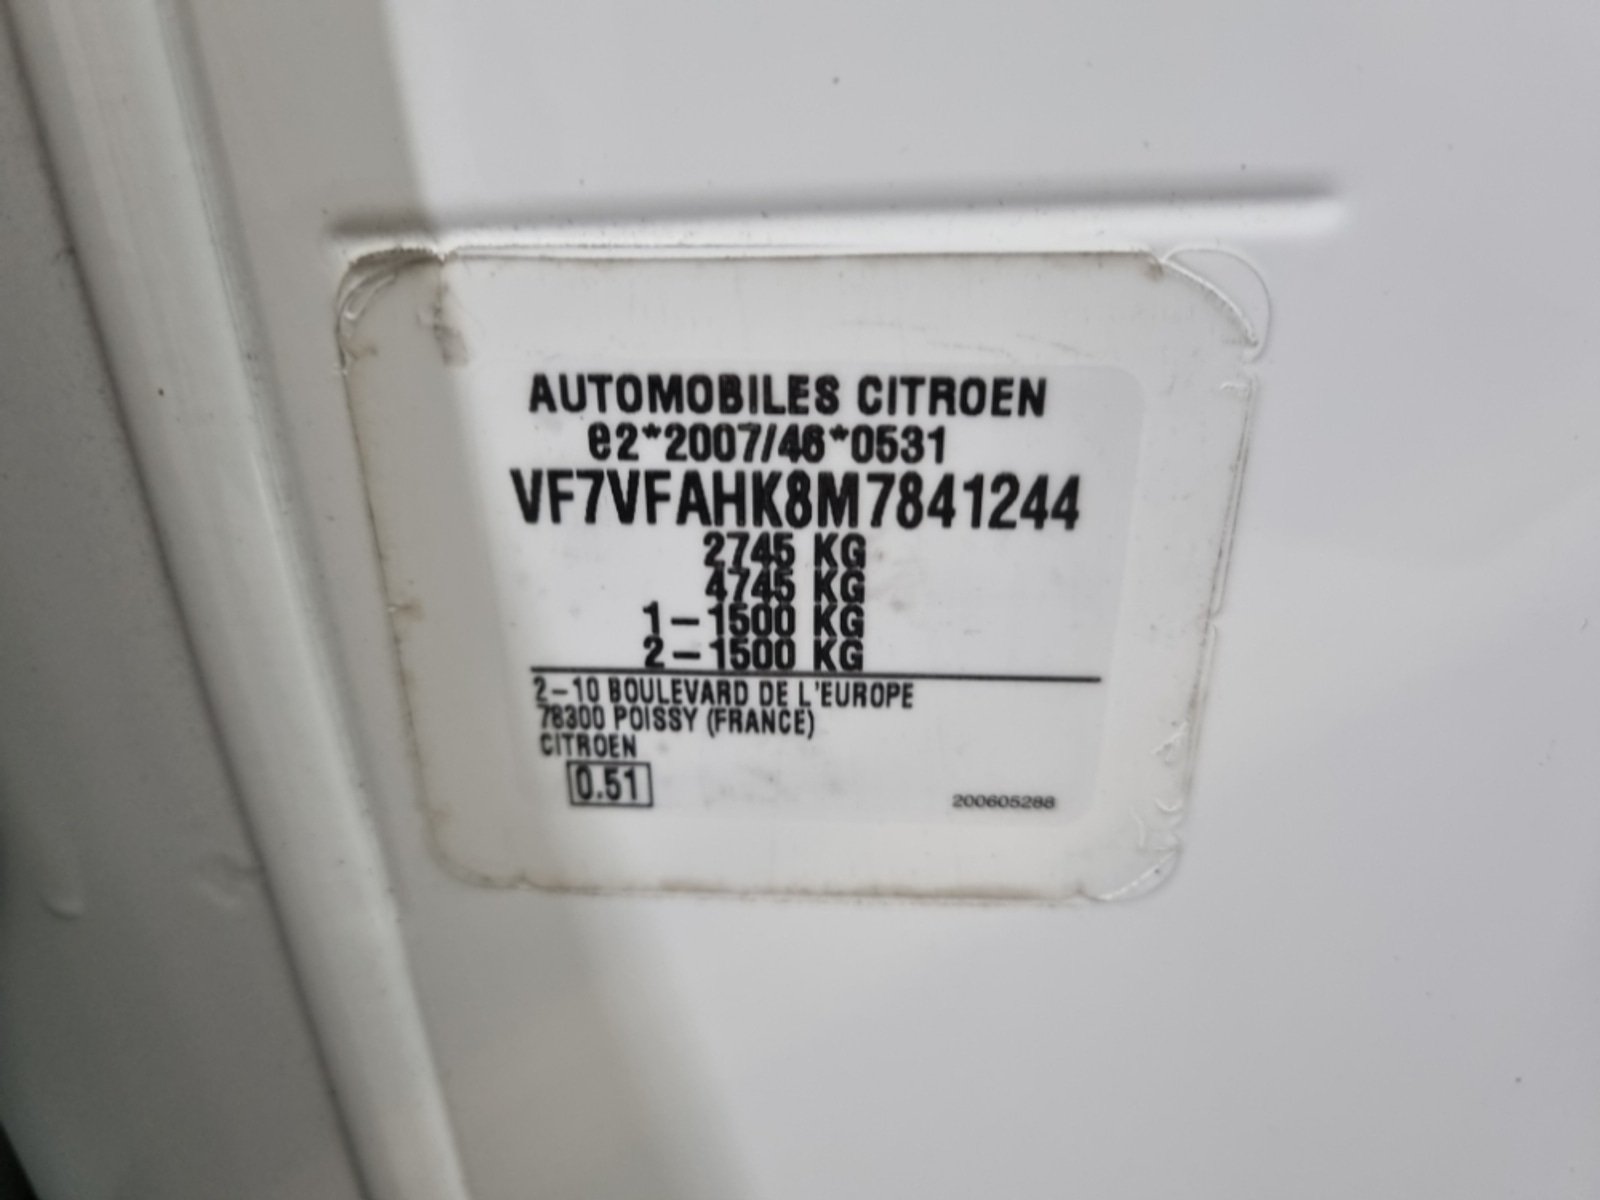 AUTOMOBILES CITROEN
e2*2007/46*0531
VF7VFAHK8M7841244
2745 KG
4745 KG
1-1500 KG
2-1500 KG
2-10 BOULEVARD DE L'EUROPE
78300 POISSY (FRANCE)
CITROEN
0.51
200605288